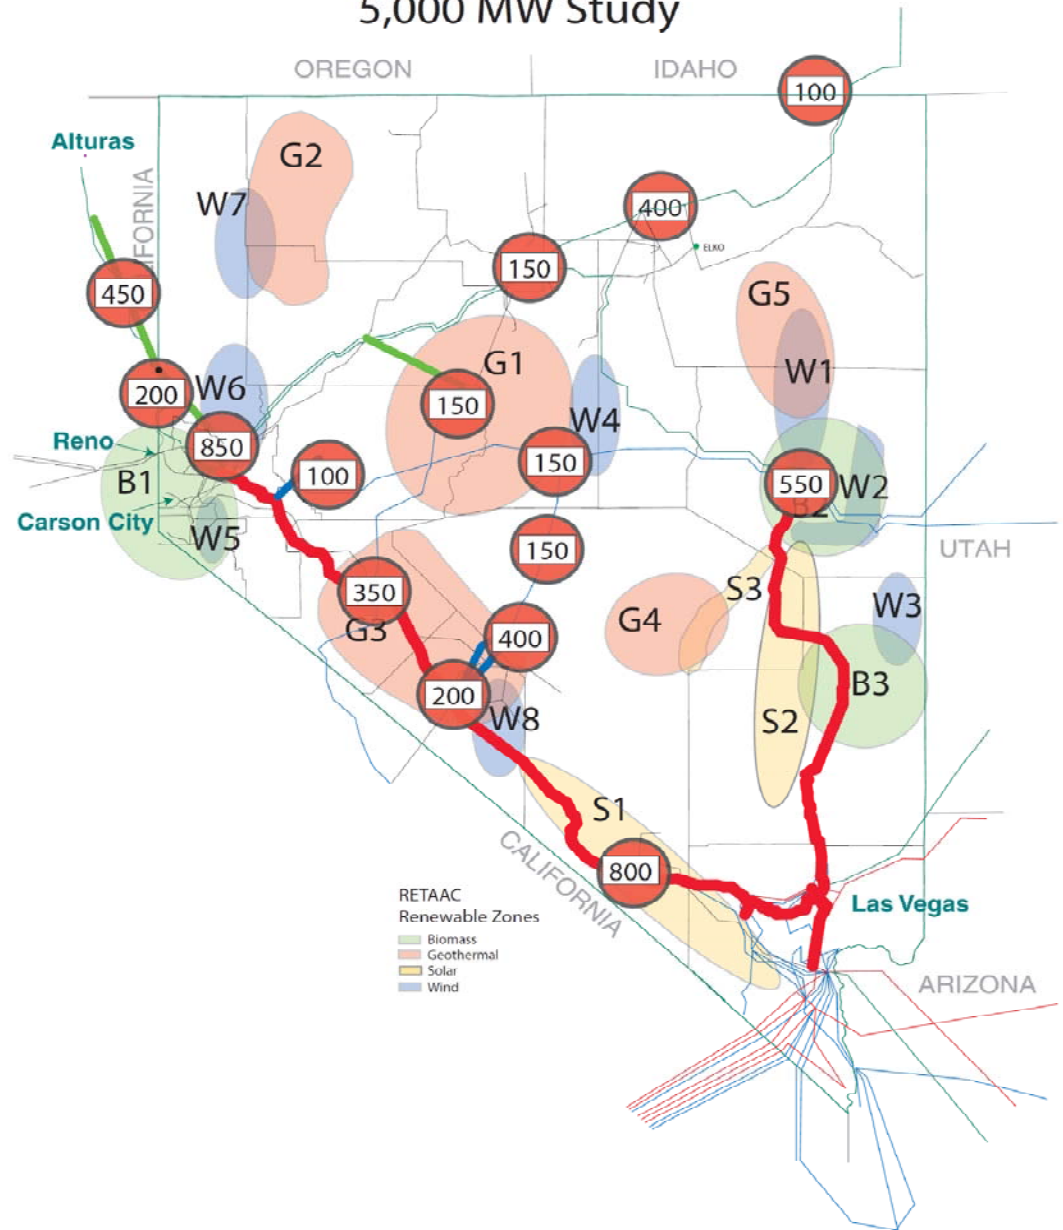 5,000 MW Study
OREGON
IDAHO
100
Alturas
G2
IFORNIA
W7
400
ELKO
150
450
G5
G1
W1
200
W6
150
W4
Reno
850
150
100
B1
550
W2
B2
Carson City
W5
150
UTAH
S3
350
W3
G4
G3
400
B3
200
W8
S2
S1
CALIFORNIA
800
RETAAC
Renewable Zones
Biomass
Geothermal
Solar
Wind
Las Vegas
ARIZONA